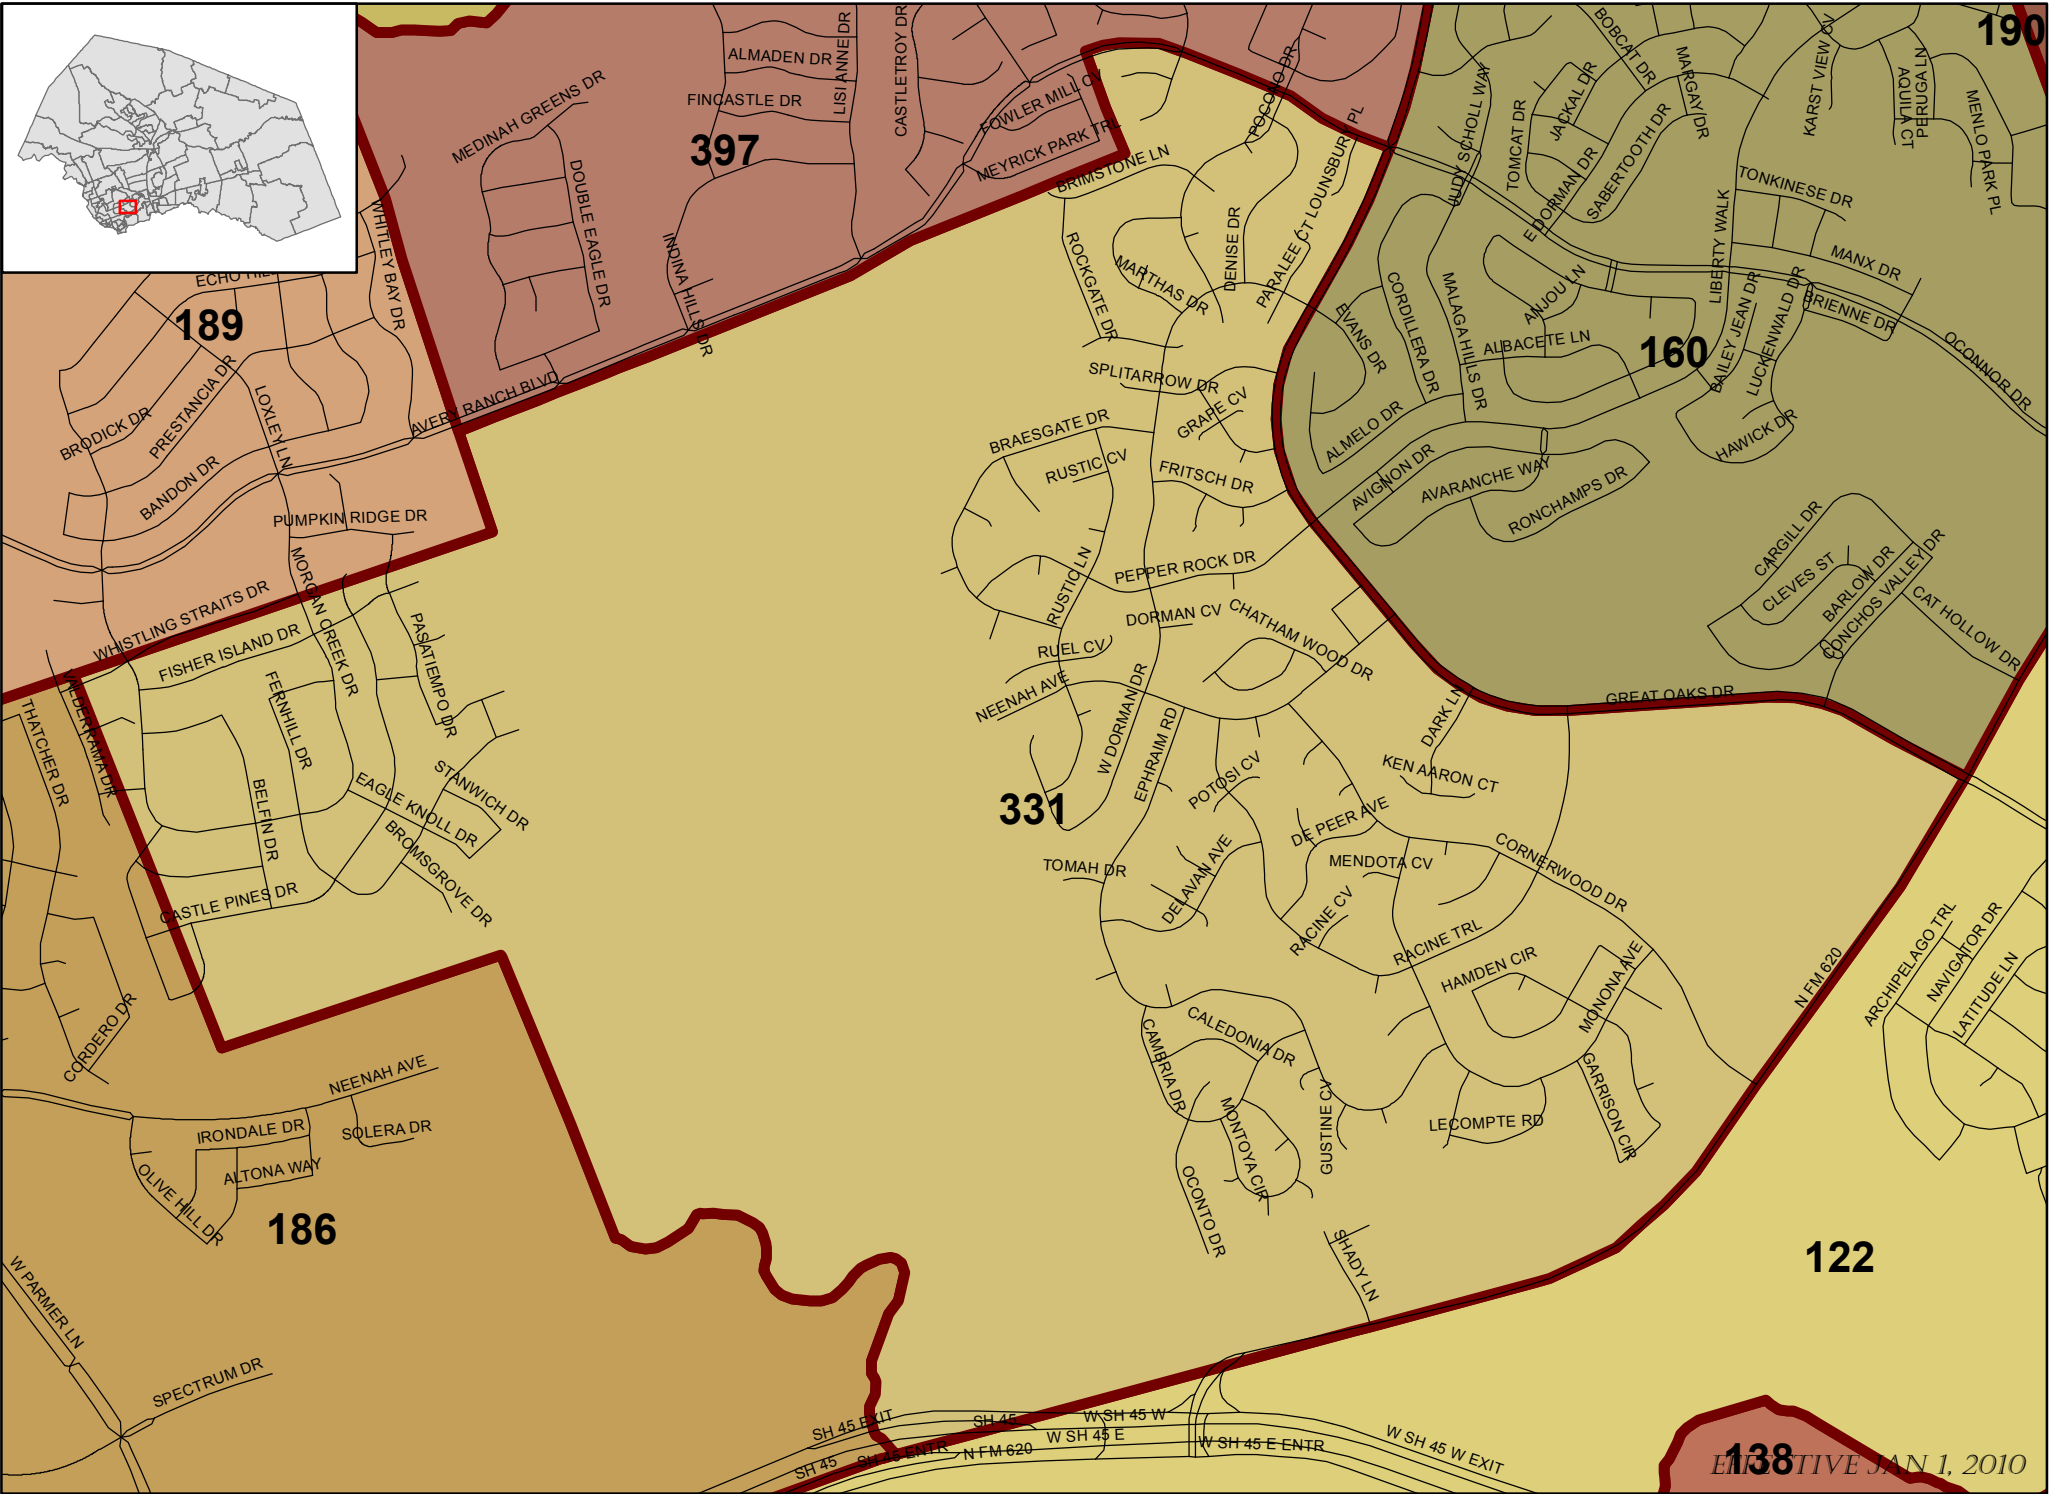 190
BOBCAT DR
KARST VIEW CV
LISI ANNE DR
CASTLETROY DR
ALMADEN DR
MARGAY DR
PERUGA LN
AQUILA CT
POCONO DR
JACKAL DR
FINCASTLE DR
MEDINAH GREENS DR
FOWLER MILL CV
JUDY SCHOLL WAY
TOMCAT DR
MENLO PARK PL
397
MEYRICK PARK TRL
LOUNSBURY PL
SABERTOOTH DR
BRIMSTONE LN
E DORMAN DR
TONKINESE DR
DOUBLE EAGLE DR
WHITLEY BAY DR
INDINA HILLS DR
ROCKGATE DR
MARTHAS DR
DENISE DR
PARALEE CT
LIBERTY WALK
MANX DR
189
CORDILLERA DR
MALAGA HILLS DR
ANJOU LN
BRIENNE DR
EVANS DR
ALBACETE LN
160
BAILEY JEAN DR
LUCKENWALD DR
OCONNOR DR
SPLITARROW DR
GRAPE CV
BRODICK DR
PRESTANCIA DR
LOXLEY LN
AVERY RANCH BLVD
BRAESGATE DR
ALMELO DR
HAWICK DR
BANDON DR
RUSTIC CV
FRITSCH DR
AVIGNON DR
AVARANCHE WAY
RONCHAMPS DR
PUMPKIN RIDGE DR
CARGILL DR
MORGAN CREEK DR
RUSTIC LN
PEPPER ROCK DR
CLEVES ST
BARLOW DR
CONCHOS VALLEY DR
WHISTLING STRAITS DR
DORMAN CV
CHATHAM WOOD DR
CAT HOLLOW DR
FISHER ISLAND DR
PASATIEMPO DR
RUEL CV
VALDERRAMA DR
FERNHILL DR
NEENAH AVE
W DORMAN DR
EPHRAIM RD
DARK LN
GREAT OAKS DR
THATCHER DR
BELFIN DR
EAGLE KNOLL DR
STANWICH DR
331
POTOSI CV
KEN AARON CT
BROMSGROVE DR
DE PEER AVE
CASTLE PINES DR
TOMAH DR
DELAVAN AVE
MENDOTA CV
CORNERWOOD DR
RACINE CV
RACINE TRL
HAMDEN CIR
MONONA AVE
N FM 620
ARCHIPELAGO TRL
NAVIGATOR DR
LATITUDE LN
CORDERO DR
CAMBRIA DR
CALEDONIA DR
NEENAH AVE
GUSTINE CV
GARRISON CIR
IRONDALE DR
SOLERA DR
LECOMPTE RD
ALTONA WAY
MONTOYA CIR
OLIVE HILL DR
OCONTO DR
186
SHADY LN
122
W PARMER LN
SPECTRUM DR
SH 45 EXIT
SH 45
W SH 45 W
W SH 45 E
SH 45
SH 45 ENTR
N FM 620
W SH 45 E ENTR
W SH 45 W EXIT
138
EFFECTIVE JAN 1, 2010